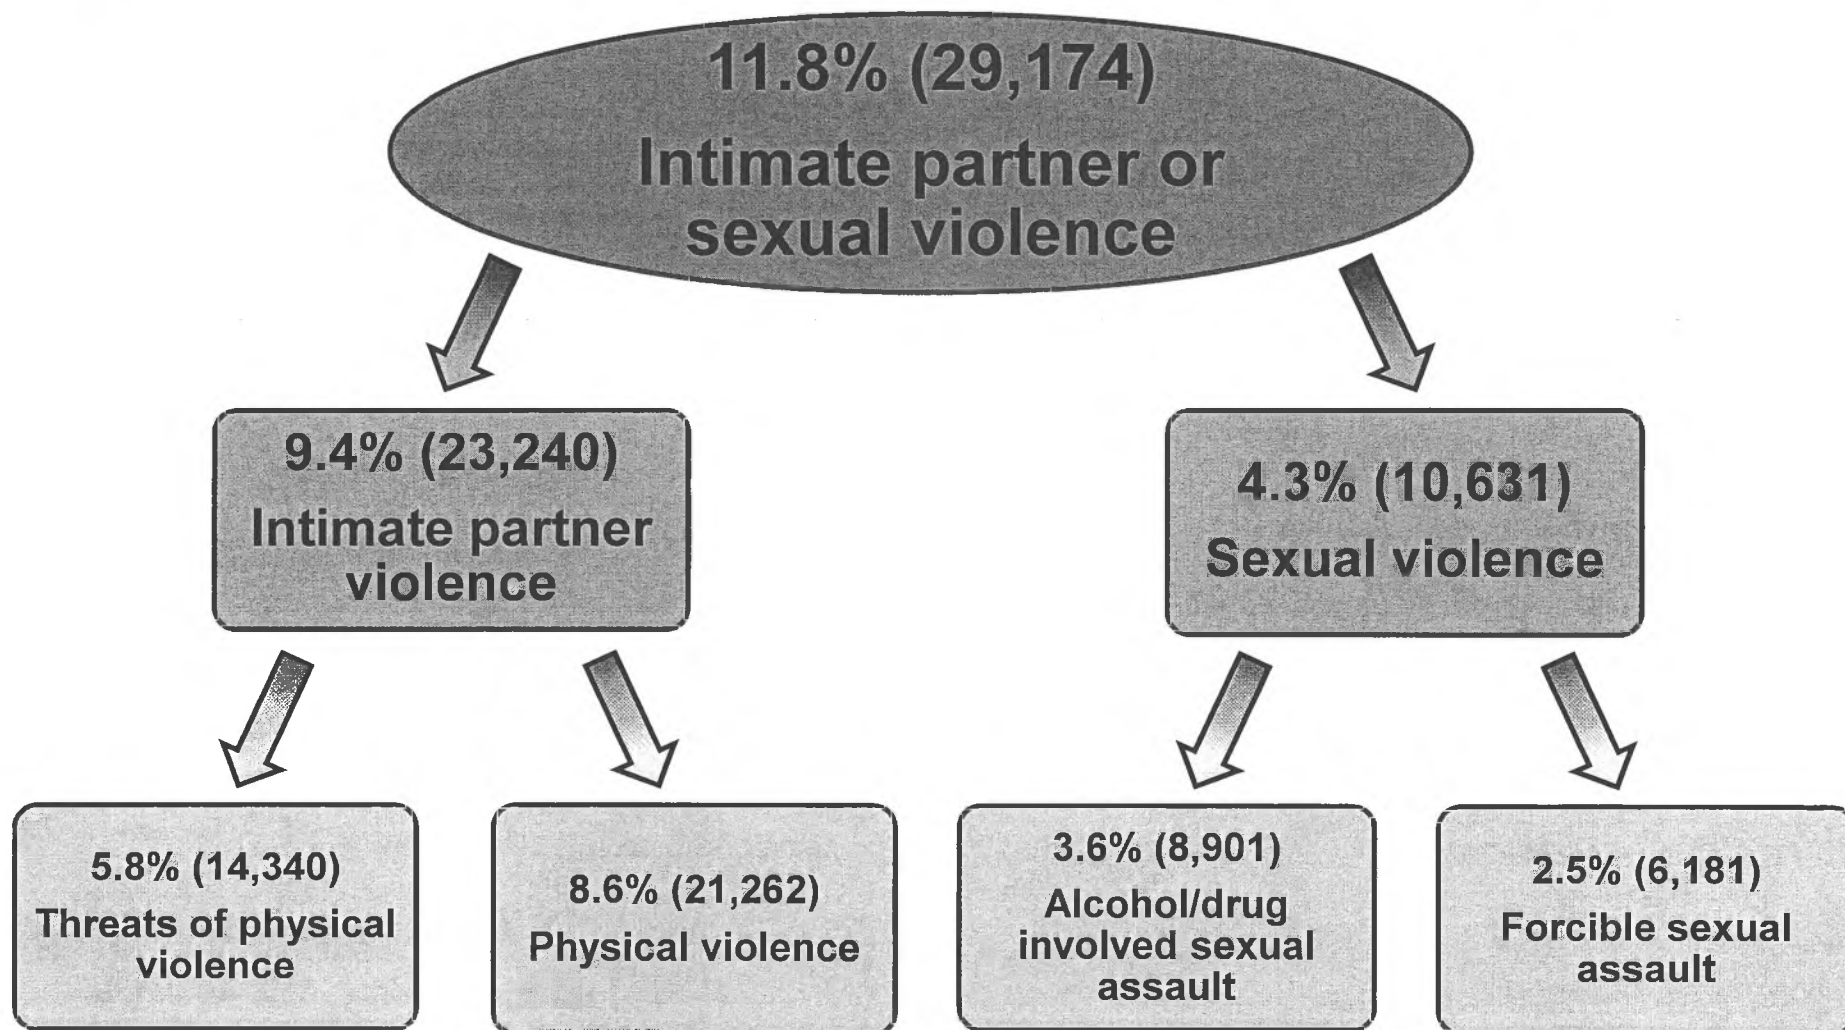 11.8% (29,174)
Intimate partner or
sexual violence
9.4% (23,240)
Intimate partner
violence
4.3% (10,631)
Sexual violence
5.8% (14,340)
Threats of physical
violence
8.6% (21,262)
Physical violence
3.6% (8,901)
Alcohol/drug
involved sexual
assault
2.5% (6,181)
Forcible sexual
assault